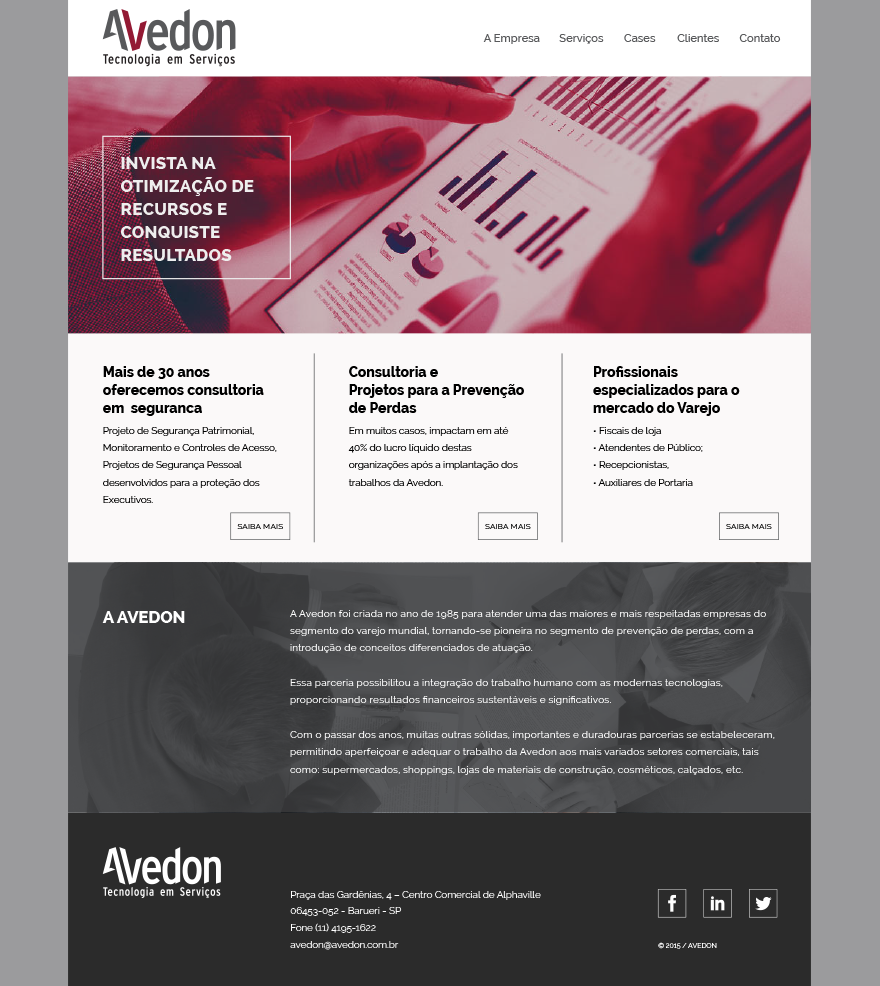 Avedon
Tecnologia em Serviços
A Empresa Serviços Cases Clientes Contato
INVISTA NA
OTIMIZAÇÃO DE
RECURSOS E
CONQUISTE
RESULTADOS
Mais de 30 anos
oferecemos consultoria
em seguranca
Projeto de Segurança Patrimonial,
Monitoramento e Controles de Acesso,
Projetos de Segurança Pessoal
desenvolvidos para a proteção dos
Executivos.
SAIBA MAIS
Consultoria e
Projetos para a Prevenção
de Perdas
Em muitos casos, impactam em até
40% do lucro líquido destas
organizações após a implantação dos
trabalhos da Avedon.
SAIBA MAIS
Profissionais
especializados para o
mercado do Varejo
• Fiscais de loja
• Atendentes de Público;
• Recepcionistas,
• Auxiliares de Portaria
SAIBA MAIS
A AVEDON
A Avedon foi criada no ano de 1985 para atender uma das maiores e mais respeitadas empresas do
segmento do varejo mundial, tornando-se pioneira no segmento de prevenção de perdas, com a
introdução de conceitos diferenciados de atuação.
Essa parceria possibilitou a integração do trabalho humano com as modernas tecnologias,
proporcionando resultados financeiros sustentáveis e significativos.
Com o passar dos anos, muitas outras sólidas, importantes e duradouras parcerias se estabeleceram,
permitindo aperfeiçoar e adequar o trabalho da Avedon aos mais variados setores comerciais, tais
como: supermercados, shoppings, lojas de materiais de construção, cosméticos, calçados, etc.
Avedon
Tecnologia em Serviços
Praça das Gardênias, 4 – Centro Comercial de Alphaville
06453-052 - Barueri - SP
Fone (11) 4195-1622
avedon@avedon.com.br
f in
© 2015 / AVEDON